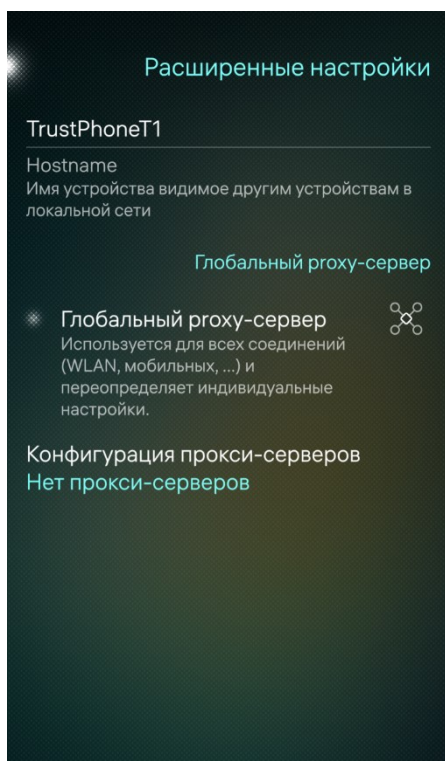 Расширенные настройки
TrustPhoneT1
Hostname
Имя устройства видимое другим устройствам в
локальной сети
Глобальный proxy-сервер
Глобальный proxy-сервер
Используется для всех соединений
(WLAN, мобильных, ...) и
переопределяет индивидуальные
настройки.
Конфигурация прокси-серверов
Нет прокси-серверов